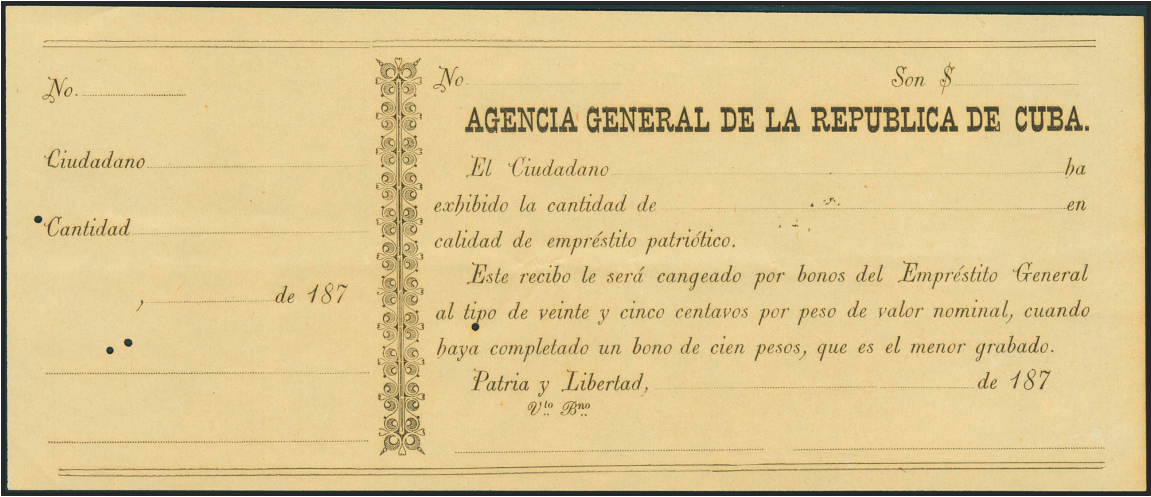 No.
Ciudadano
Cantidad
, de 187
No. Son $
AGENCIA GENERAL DE LA REPUBLICA DE CUBA.
El Ciudadano ha
exhibido la cantidad de en
calidad de empréstito patriótico.
Este recibo le será cangeado por bonos del Empréstito General
al tipo de veinte y cinco centavos por peso de valor nominal, cuando
haya completado un bono de cien pesos, que es el menor grabado.
Patria y Libertad, de 187
Vto. Bno.